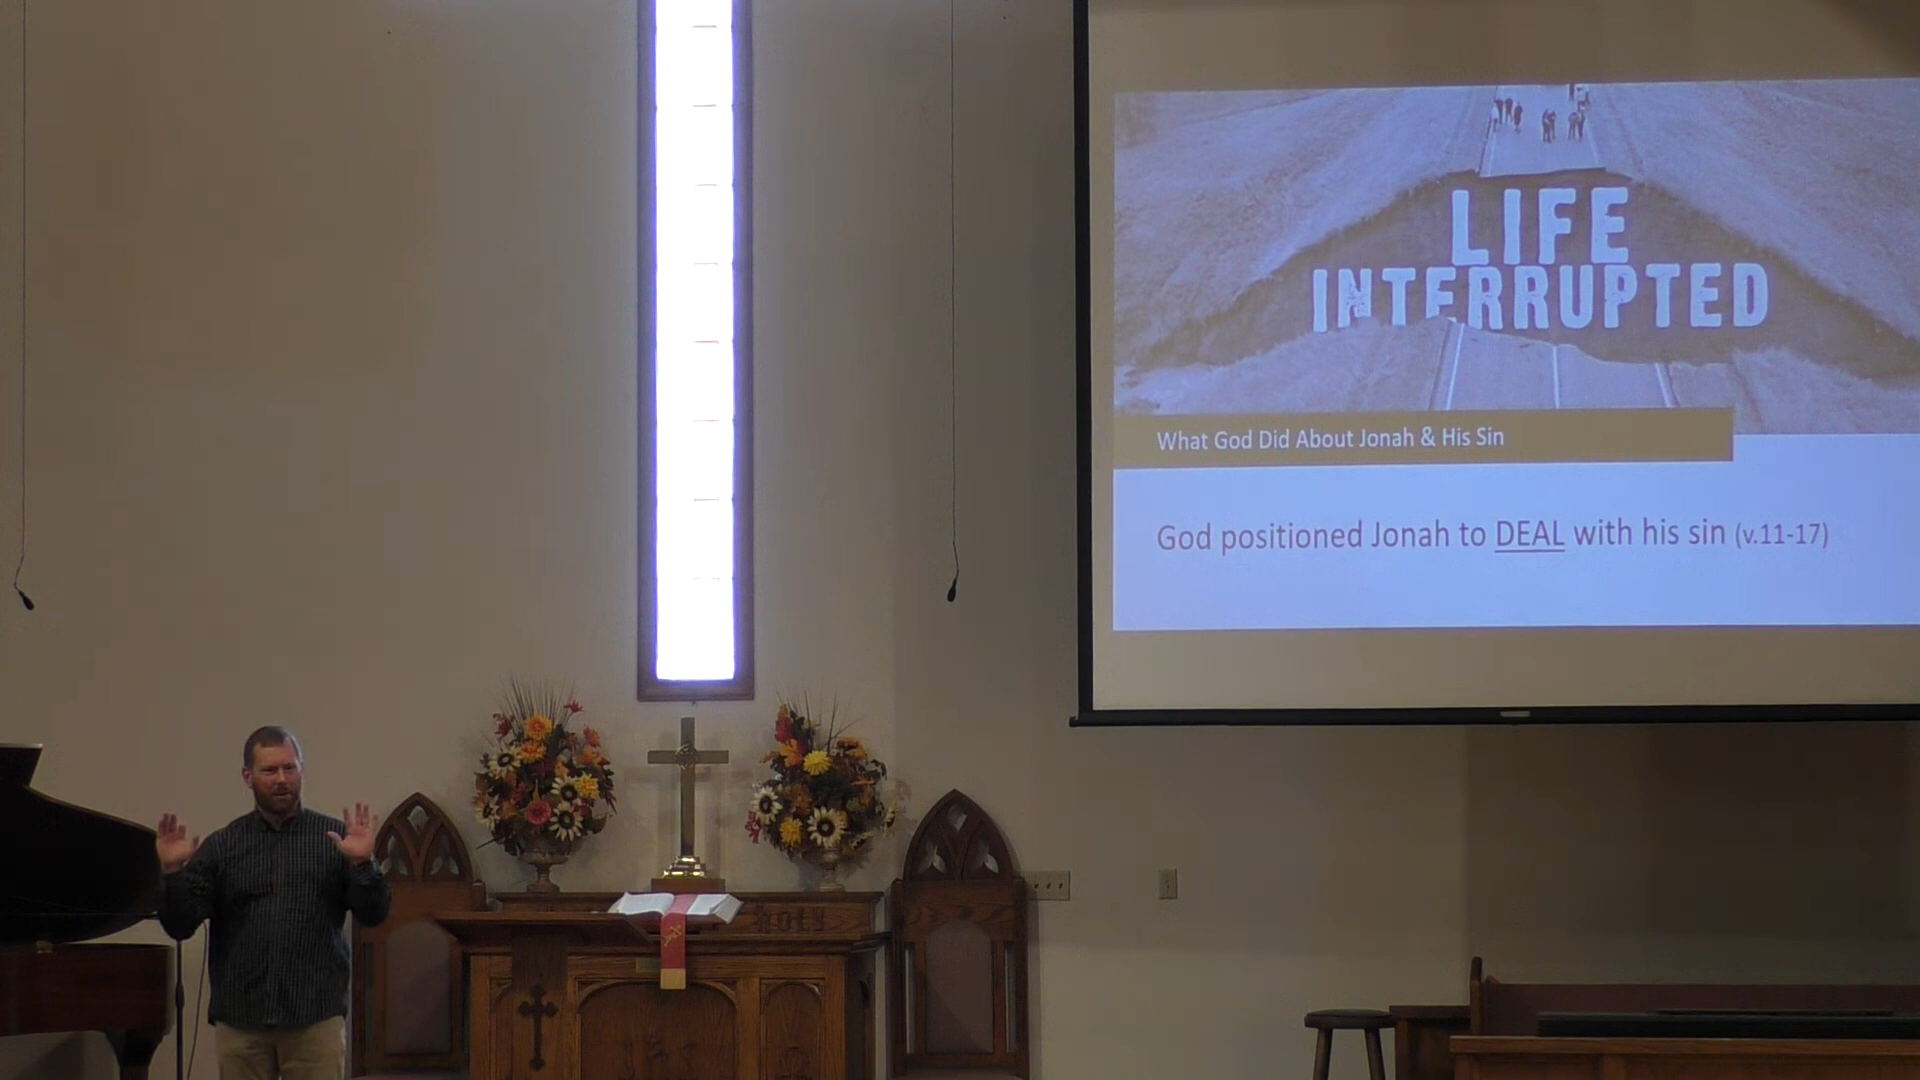 LIFE
INTERRUPTED
What God Did About Jonah & His Sin
God positioned Jonah to DEAL with his sin (v.11-17)
HOLY